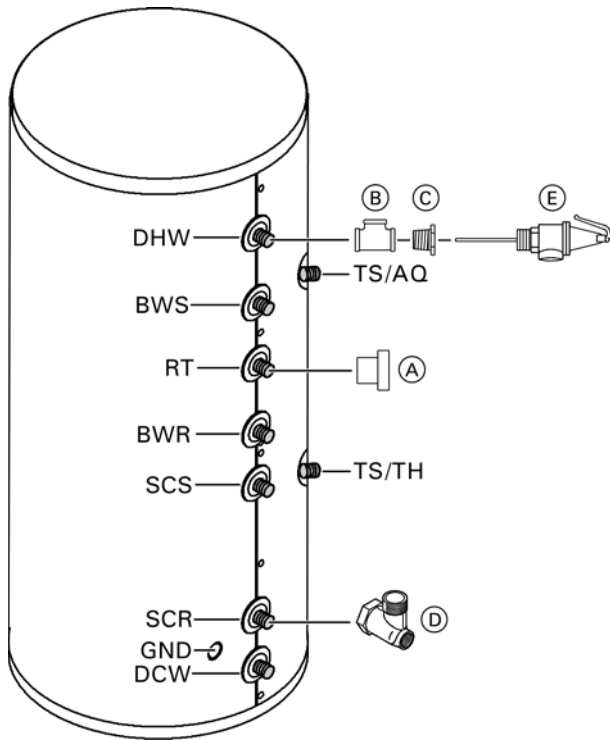 B C E
DHW
TS/AQ
BWS
RT A
BWR
TS/TH
SCS
SCR D
GND
DCW